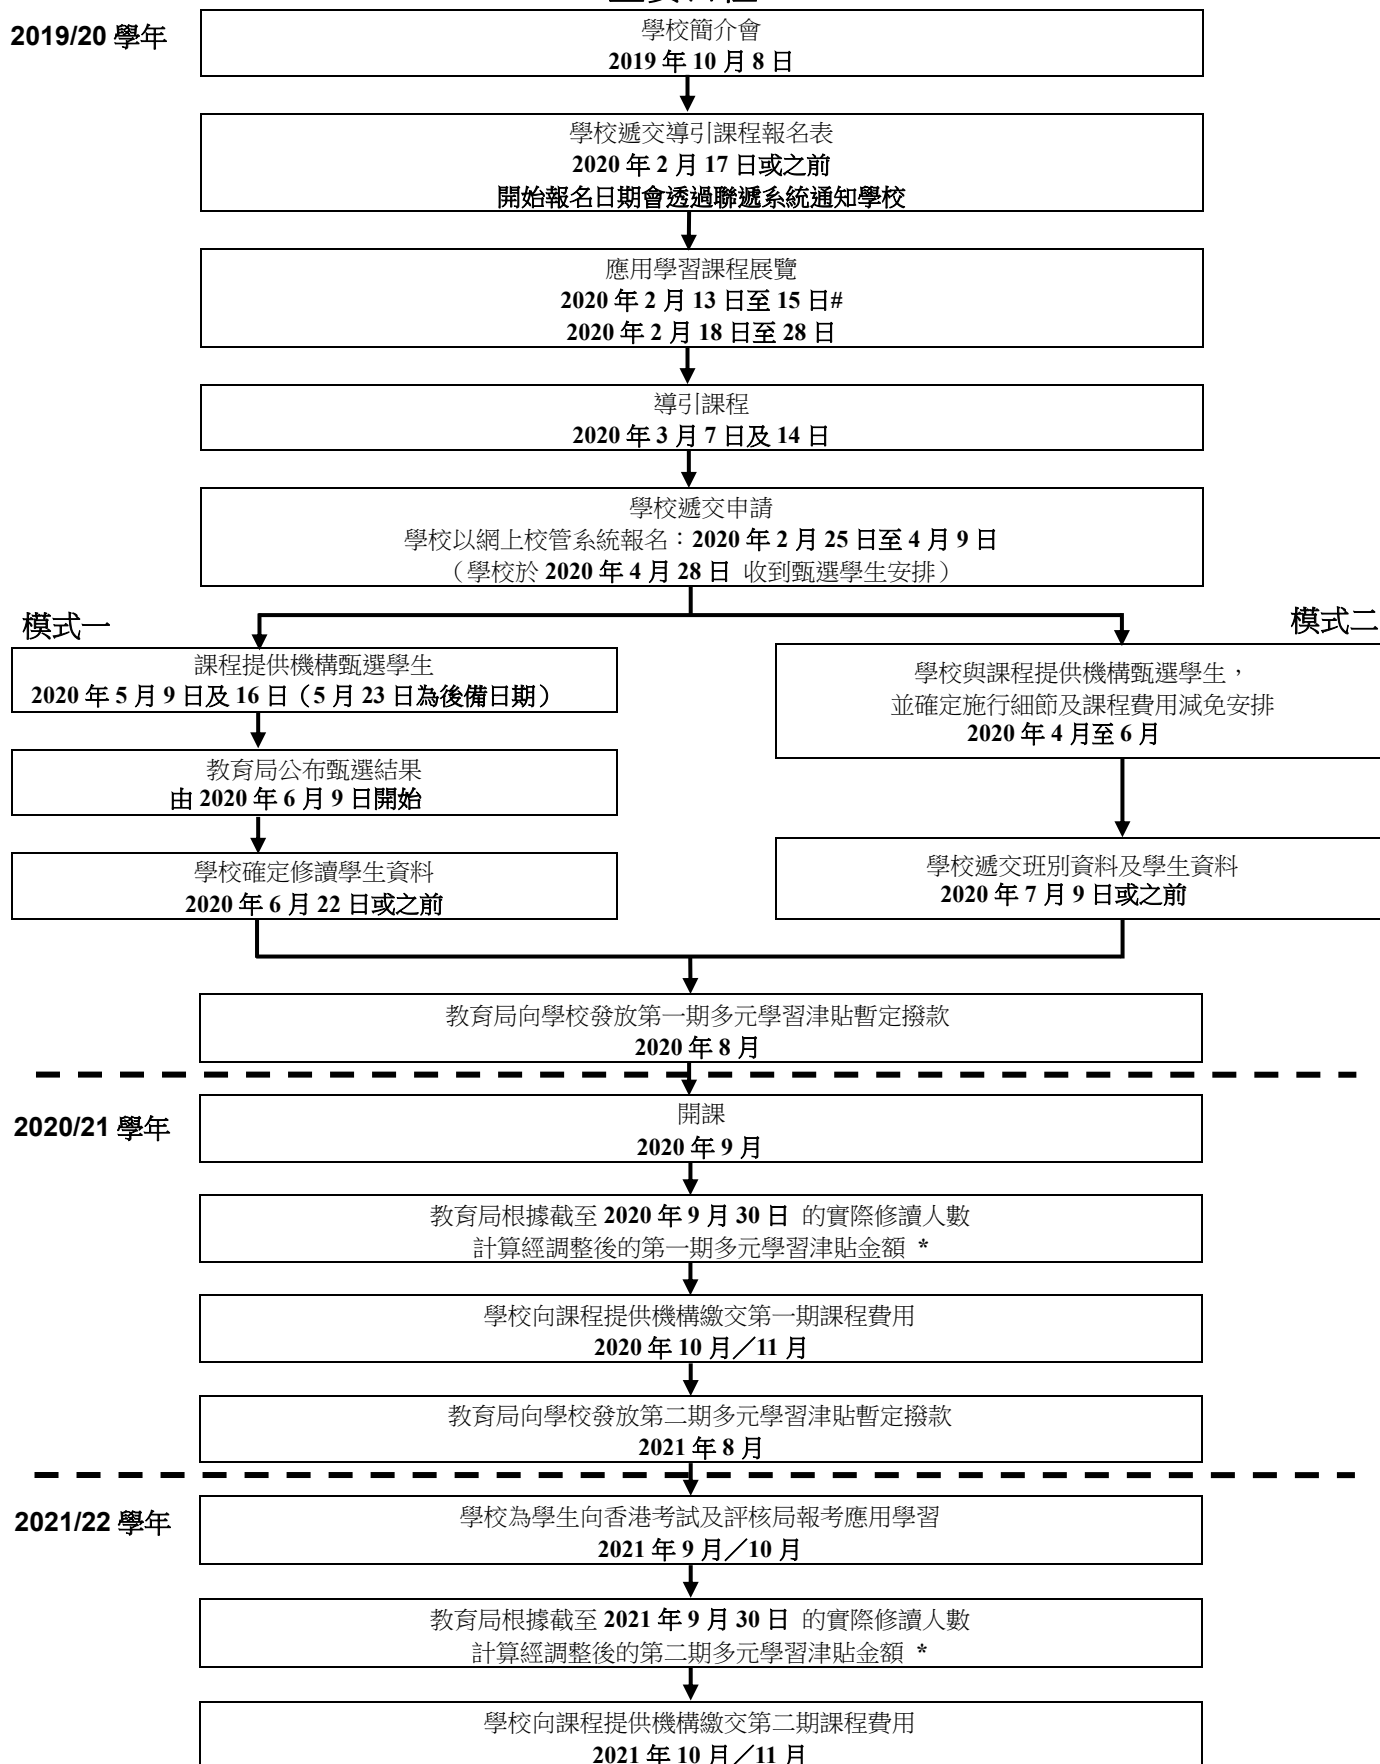 2019/20 學年
學校簡介會
2019 年 10 月 8 日
學校遞交導引課程報名表
2020 年 2 月 17 日或之前
開始報名日期會透過聯遞系統通知學校
應用學習課程展覽
2020 年 2 月 13 日至 15 日#
2020 年 2 月 18 日至 28 日
導引課程
2020 年 3 月 7 日及 14 日
學校遞交申請
學校以網上校管系統報名：2020 年 2 月 25 日至 4 月 9 日
（學校於 2020 年 4 月 28 日 收到甄選學生安排）
模式一
課程提供機構甄選學生
2020 年 5 月 9 日及 16 日（5 月 23 日為後備日期）
教育局公布甄選結果
由 2020 年 6 月 9 日開始
學校確定修讀學生資料
2020 年 6 月 22 日或之前
模式二
學校與課程提供機構甄選學生，
並確定施行細節及課程費用減免安排
2020 年 4 月至 6 月
學校遞交班別資料及學生資料
2020 年 7 月 9 日或之前
教育局向學校發放第一期多元學習津貼暫定撥款
2020 年 8 月
2020/21 學年
開課
2020 年 9 月
教育局根據截至 2020 年 9 月 30 日 的實際修讀人數
計算經調整後的第一期多元學習津貼金額 *
學校向課程提供機構繳交第一期課程費用
2020 年 10 月／11 月
教育局向學校發放第二期多元學習津貼暫定撥款
2021 年 8 月
2021/22 學年
學校為學生向香港考試及評核局報考應用學習
2021 年 9 月／10 月
教育局根據截至 2021 年 9 月 30 日 的實際修讀人數
計算經調整後的第二期多元學習津貼金額 *
學校向課程提供機構繳交第二期課程費用
2021 年 10 月／11 月